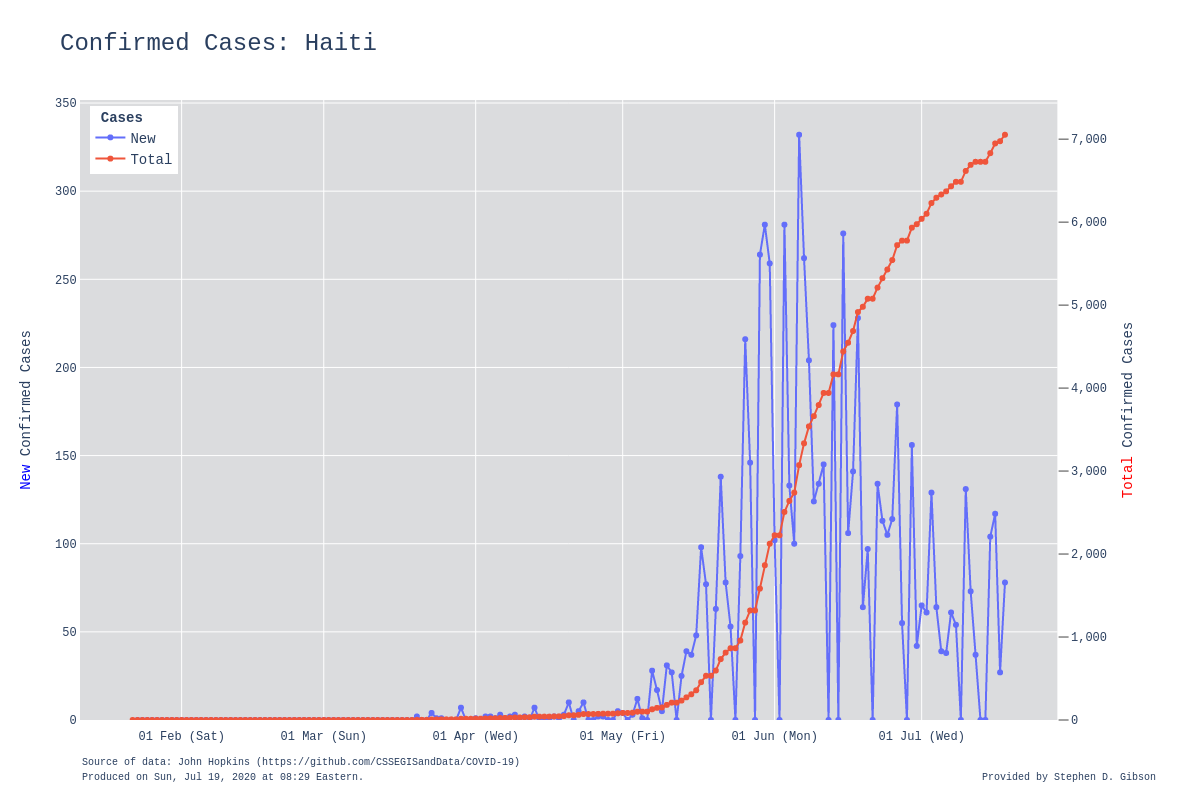 Confirmed Cases: Haiti
Cases
New
Total
350
300
250
200
150
100
50
0
7,000
6,000
5,000
4,000
3,000
2,000
1,000
0
New Confirmed Cases
Total Confirmed Cases
01 Feb (Sat) 01 Mar (Sun) 01 Apr (Wed) 01 May (Fri) 01 Jun (Mon) 01 Jul (Wed)
Source of data: John Hopkins (https://github.com/CSSEGISandData/COVID-19)
Produced on Sun, Jul 19, 2020 at 08:29 Eastern.
Provided by Stephen D. Gibson